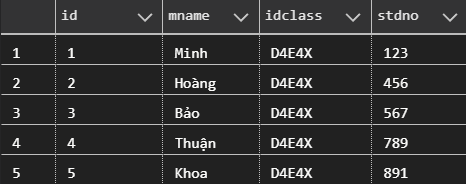 id mname idclass stdno
1 1 Minh D4E4X 123
2 2 Hoàng D4E4X 456
3 3 Bảo D4E4X 567
4 4 Thuận D4E4X 789
5 5 Khoa D4E4X 891